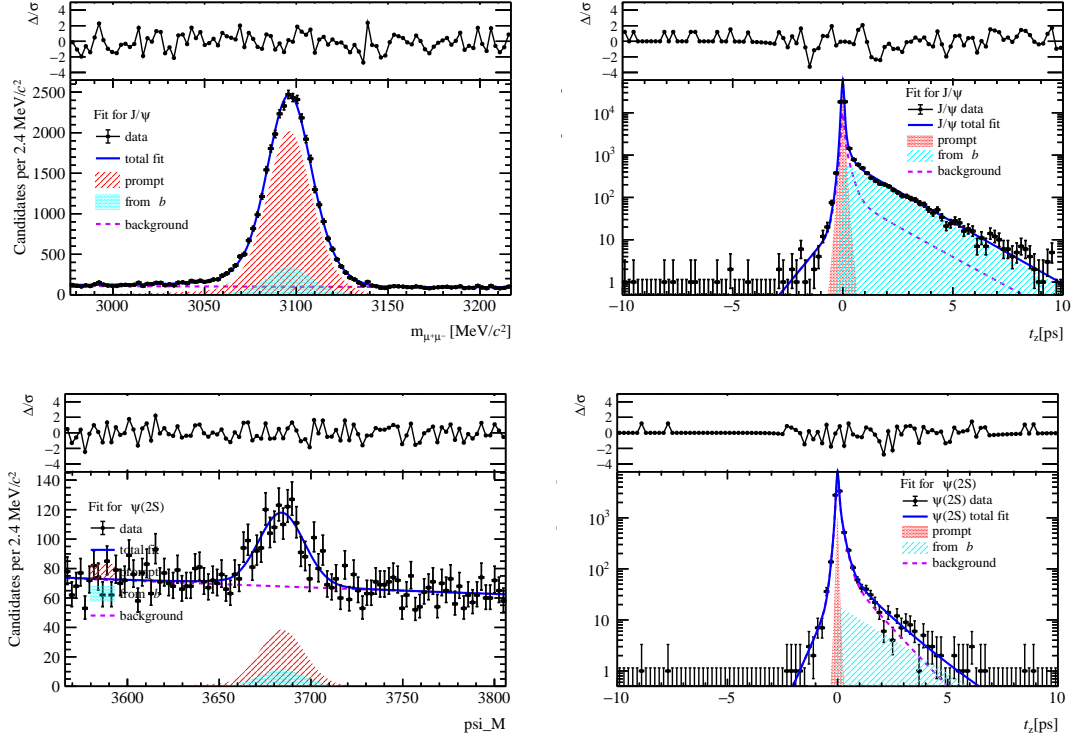 Δ/σ
4
2
0
−2
−4
Candidates per 2.4 MeV/c²
2500
2000
1500
1000
500
0
Fit for J/ψ
data
total fit
prompt
from b
background
3000 3050 3100 3150 3200
m_μ⁺μ⁻ [MeV/c²]
Δ/σ
4
2
0
−2
−4
10⁴
10³
10²
10
1
Fit for J/ψ
J/ψ data
J/ψ total fit
prompt
from b
background
−10 −5 0 5 10
t_z[ps]
Δ/σ
4
2
0
−2
−4
Candidates per 2.4 MeV/c²
140
120
100
80
60
40
20
0
Fit for ψ(2S)
data
total fit
prompt
from b
background
3600 3700 3800
psi_M
Δ/σ
4
2
0
−2
−4
10³
10²
10
1
Fit for ψ(2S)
ψ(2S) data
ψ(2S) total fit
prompt
from b
background
−10 −5 0 5 10
t_z[ps]